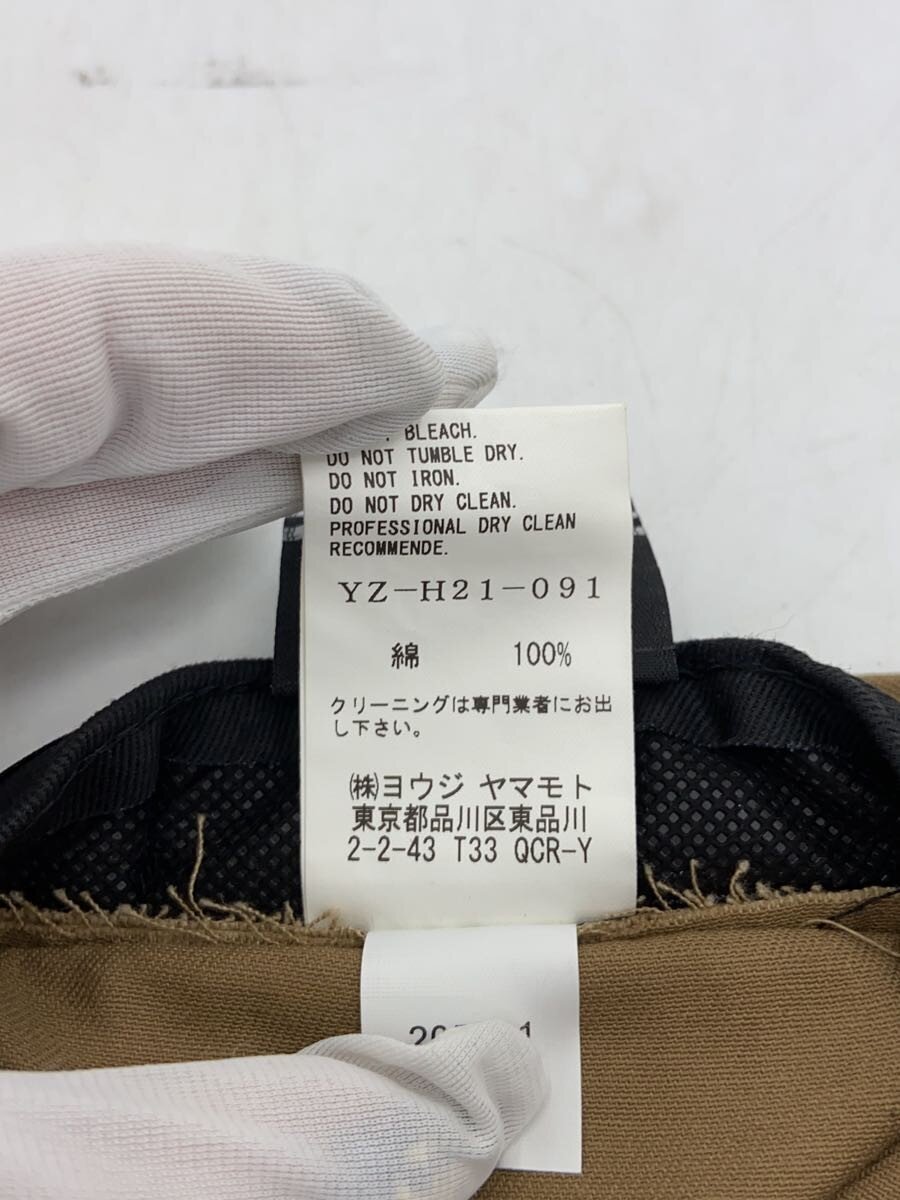 BLEACH.
DO NOT TUMBLE DRY.
DO NOT IRON.
DO NOT DRY CLEAN.
PROFESSIONAL DRY CLEAN
RECOMMENDE.
YZ-H21-091
綿 100%
クリーニングは専門業者にお出
し下さい。
㈱ヨウジ ヤマモト
東京都品川区東品川
2-2-43 T33 QCR-Y